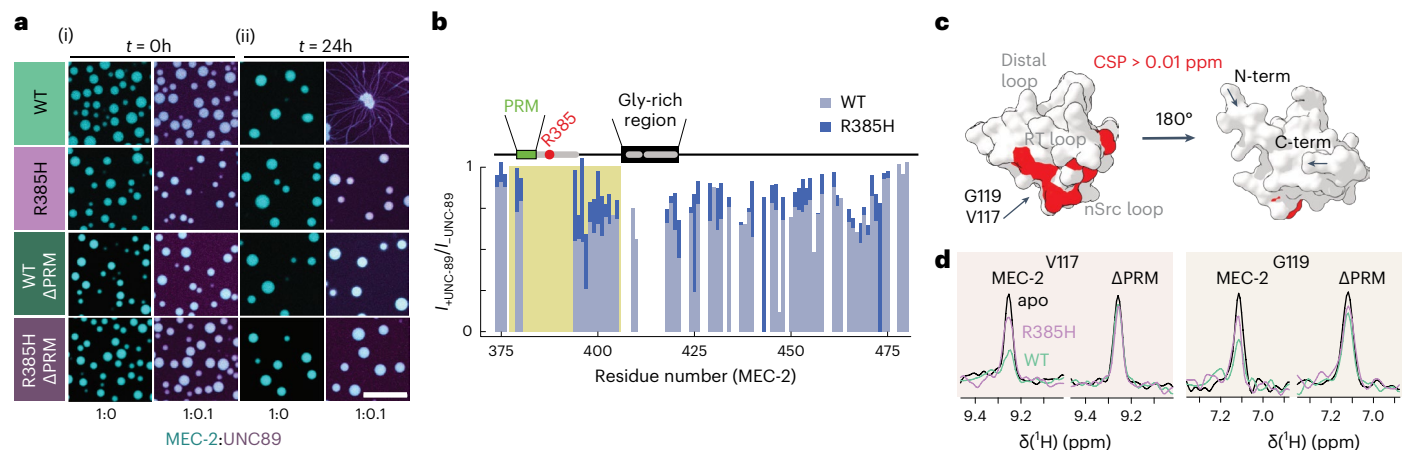 a
(i)
t = 0h
(ii)
t = 24h
WT
R385H
WT
ΔPRM
R385H
ΔPRM
1:0
1:0.1
1:0
1:0.1
MEC-2:UNC89
b
PRM
R385
Gly-rich
region
WT
R385H
I+UNC-89/I−UNC-89
1
0
375
400
425
450
475
Residue number (MEC-2)
c
Distal
loop
CSP > 0.01 ppm
RT loop
G119
V117
nSrc loop
180°
N-term
C-term
d
V117
MEC-2
ΔPRM
apo
R385H
WT
9.4
9.2
9.4
9.2
δ(¹H) (ppm)
G119
MEC-2
ΔPRM
7.2
7.0
7.2
7.0
δ(¹H) (ppm)